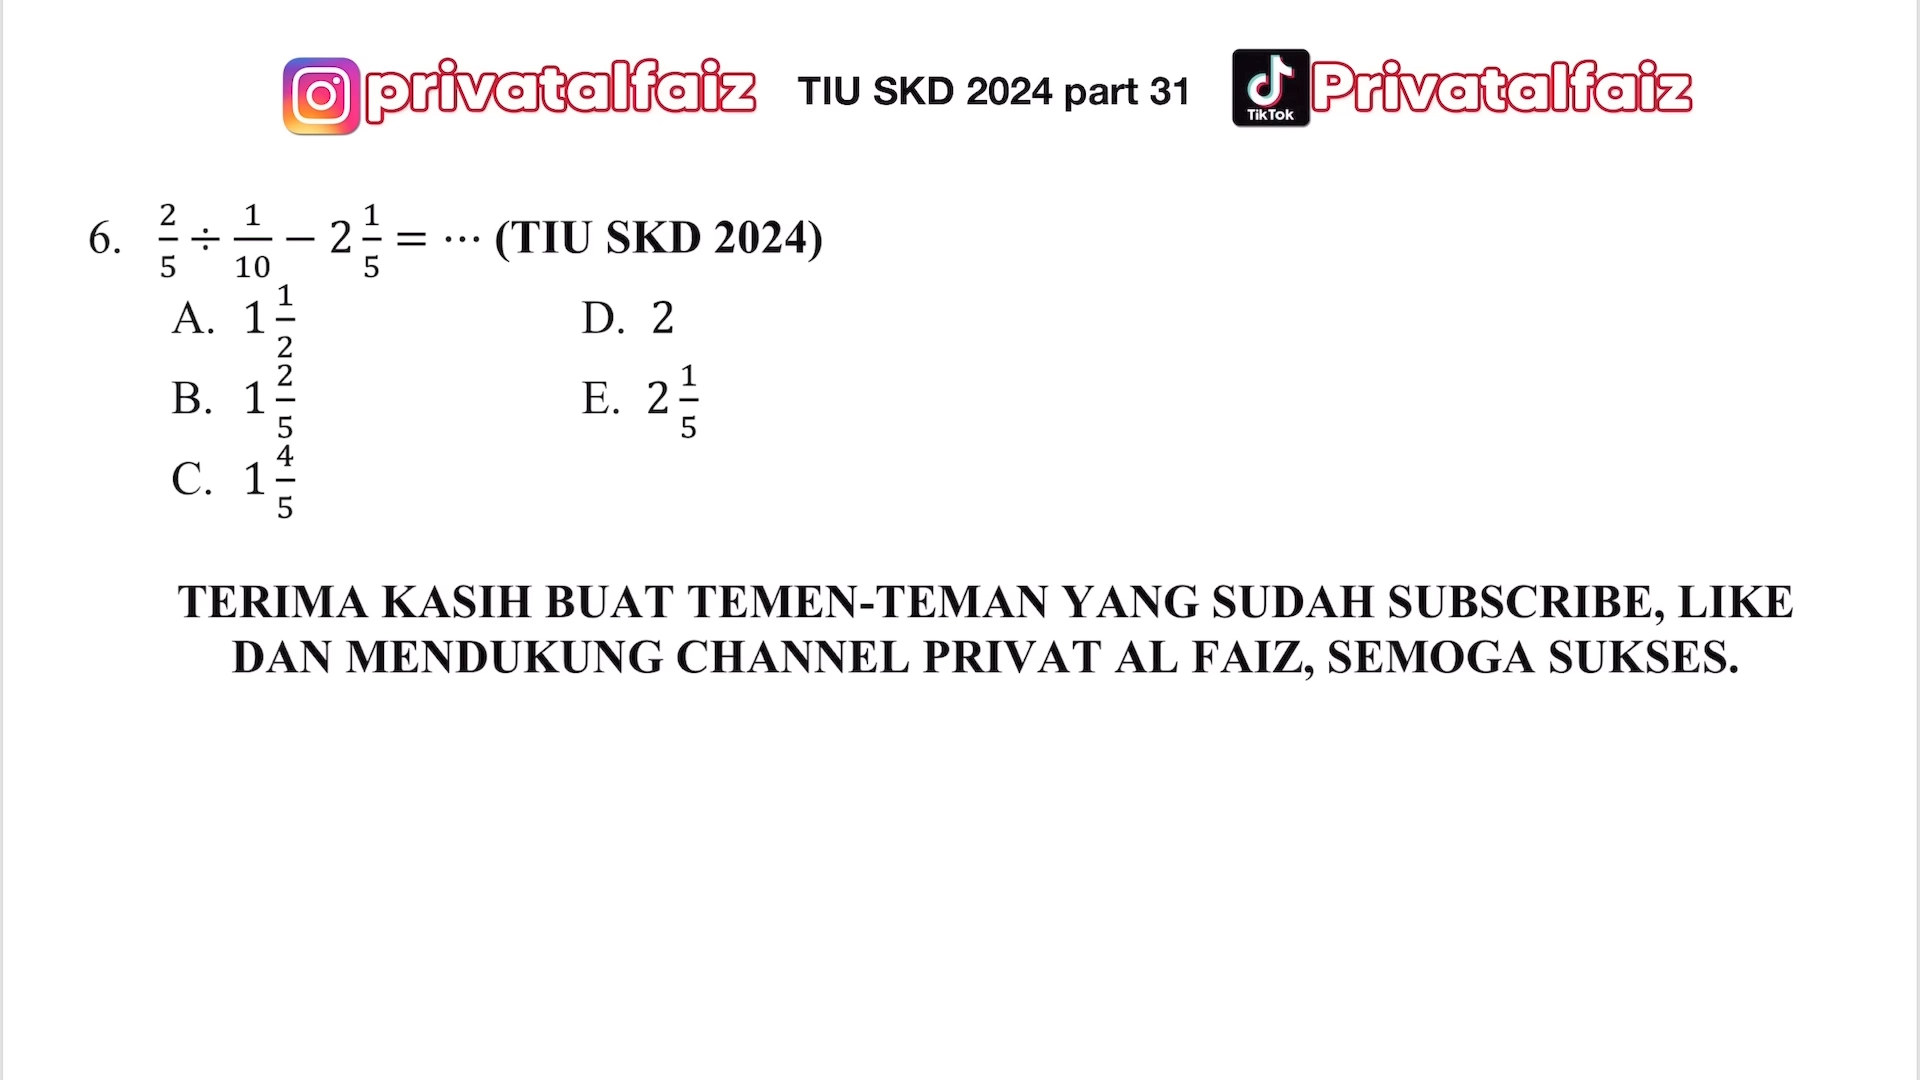 privatalfaiz TIU SKD 2024 part 31 TikTok Privatalfaiz
6. 2/5 ÷ 1/10 − 2 1/5 = ⋯ (TIU SKD 2024)
A. 1 1/2 D. 2
B. 1 2/5 E. 2 1/5
C. 1 4/5
TERIMA KASIH BUAT TEMEN-TEMAN YANG SUDAH SUBSCRIBE, LIKE
DAN MENDUKUNG CHANNEL PRIVAT AL FAIZ, SEMOGA SUKSES.